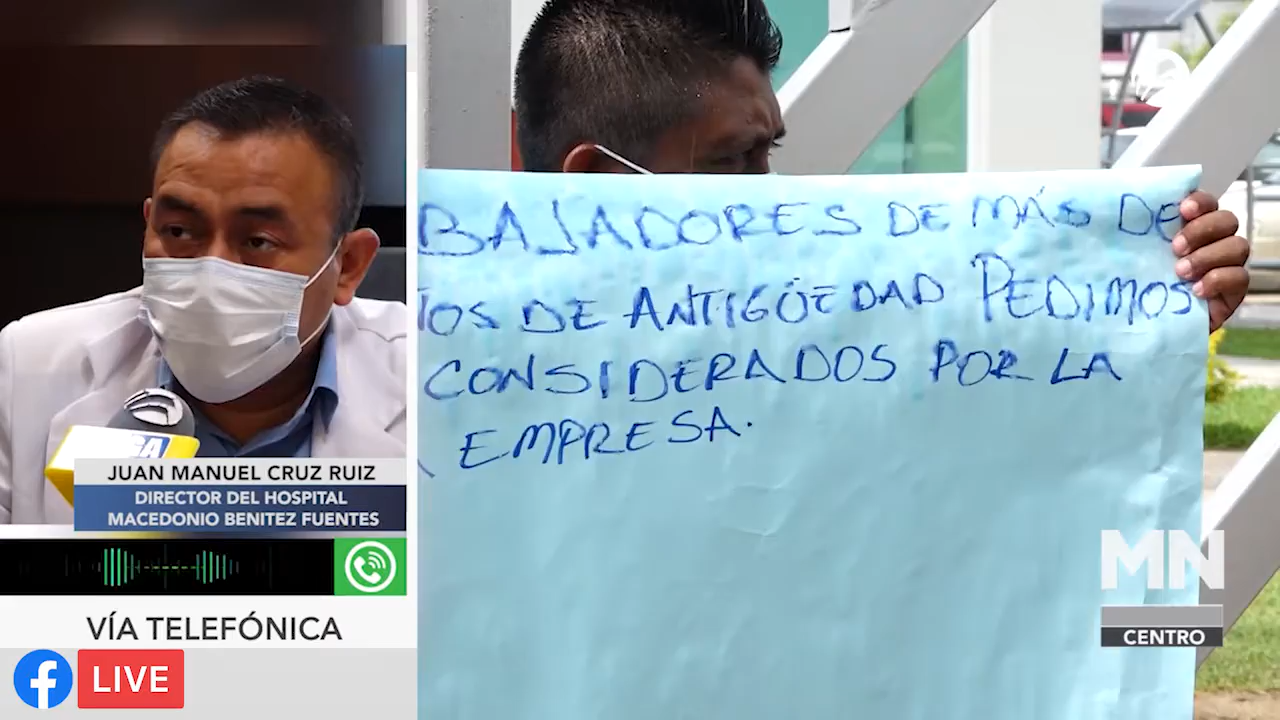 BAJADORES DE MÁS DE
OS DE ANTIGÜEDAD PEDIMOS
CONSIDERADOS POR LA
EMPRESA.
JUAN MANUEL CRUZ RUIZ
DIRECTOR DEL HOSPITAL
MACEDONIO BENITEZ FUENTES
VÍA TELEFÓNICA
LIVE
MN
CENTRO